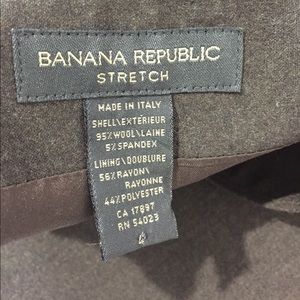 BANANA REPUBLIC
STRETCH
MADE IN ITALY
SHELL\EXTÉRIEUR
95%WOOL/LAINE
5%SPANDEX
LINING/DOUBLURE
56%RAYON/
RAYONNE
44%POLYESTER
CA 17897
RN 54023
4